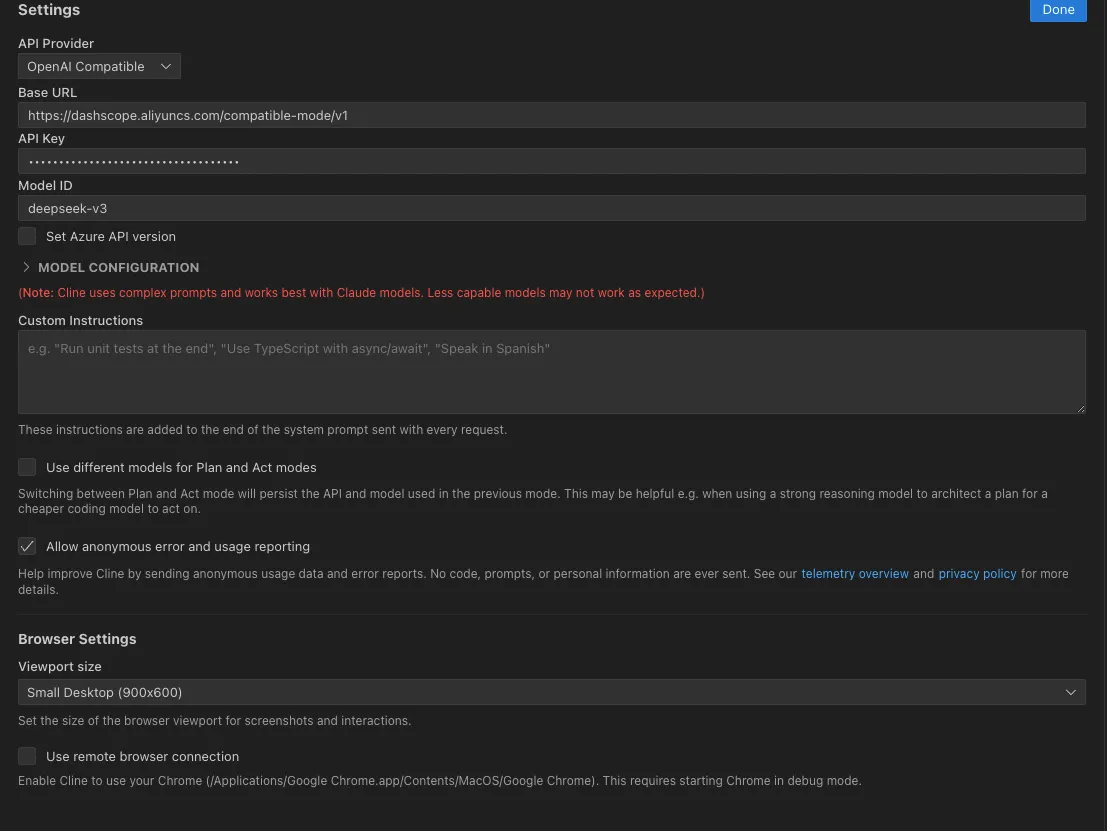 Settings
Done
API Provider
OpenAI Compatible
Base URL
https://dashscope.aliyuncs.com/compatible-mode/v1
API Key
•••••••••••••••••••••••••••••••••••
Model ID
deepseek-v3
Set Azure API version
MODEL CONFIGURATION
(Note: Cline uses complex prompts and works best with Claude models. Less capable models may not work as expected.)
Custom Instructions
e.g. "Run unit tests at the end", "Use TypeScript with async/await", "Speak in Spanish"
These instructions are added to the end of the system prompt sent with every request.
Use different models for Plan and Act modes
Switching between Plan and Act mode will persist the API and model used in the previous mode. This may be helpful e.g. when using a strong reasoning model to architect a plan for a
cheaper coding model to act on.
Allow anonymous error and usage reporting
Help improve Cline by sending anonymous usage data and error reports. No code, prompts, or personal information are ever sent. See our telemetry overview and privacy policy for more
details.
Browser Settings
Viewport size
Small Desktop (900x600)
Set the size of the browser viewport for screenshots and interactions.
Use remote browser connection
Enable Cline to use your Chrome (/Applications/Google Chrome.app/Contents/MacOS/Google Chrome). This requires starting Chrome in debug mode.